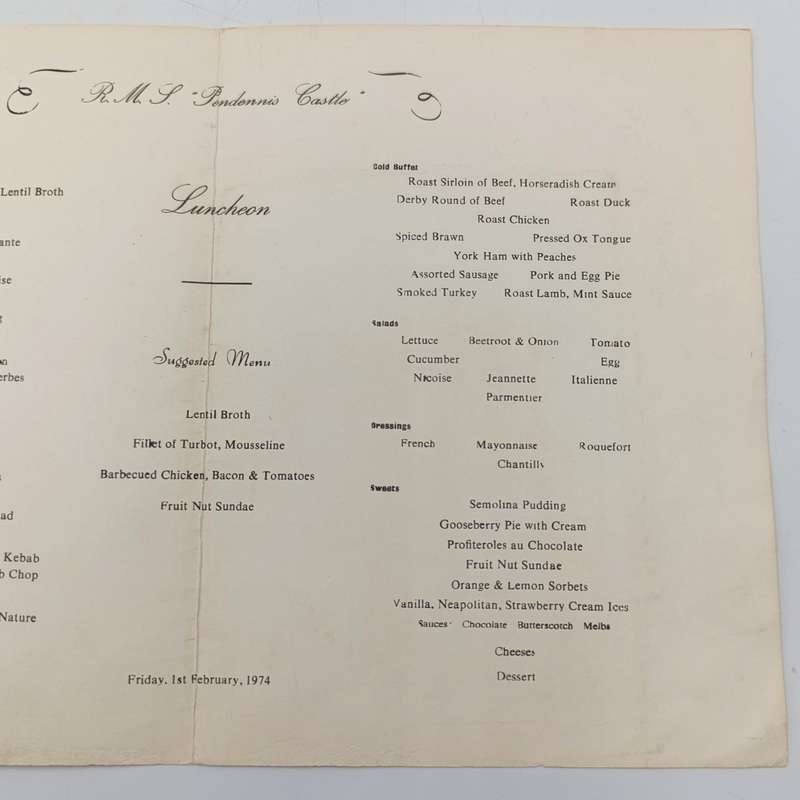 R.M.S. "Pendennis Castle"
Lentil Broth
ante
ise
erbes
ad
Kebab
b Chop
Nature
Luncheon
Suggested Menu
Lentil Broth
Fillet of Turbot, Mousseline
Barbecued Chicken, Bacon & Tomatoes
Fruit Nut Sundae
Friday, 1st February, 1974
Cold Buffet
Roast Sirloin of Beef, Horseradish Cream
Derby Round of Beef Roast Duck
Roast Chicken
Spiced Brawn Pressed Ox Tongue
York Ham with Peaches
Assorted Sausage Pork and Egg Pie
Smoked Turkey Roast Lamb, Mint Sauce
Salads
Lettuce Beetroot & Onion Tomato
Cucumber Egg
Nicoise Jeannette Italienne
Parmentier
Dressings
French Mayonnaise Roquefort
Chantilly
Sweets
Semolina Pudding
Gooseberry Pie with Cream
Profiteroles au Chocolate
Fruit Nut Sundae
Orange & Lemon Sorbets
Vanilla, Neapolitan, Strawberry Cream Ices
Sauces: Chocolate Butterscotch Melba
Cheeses
Dessert